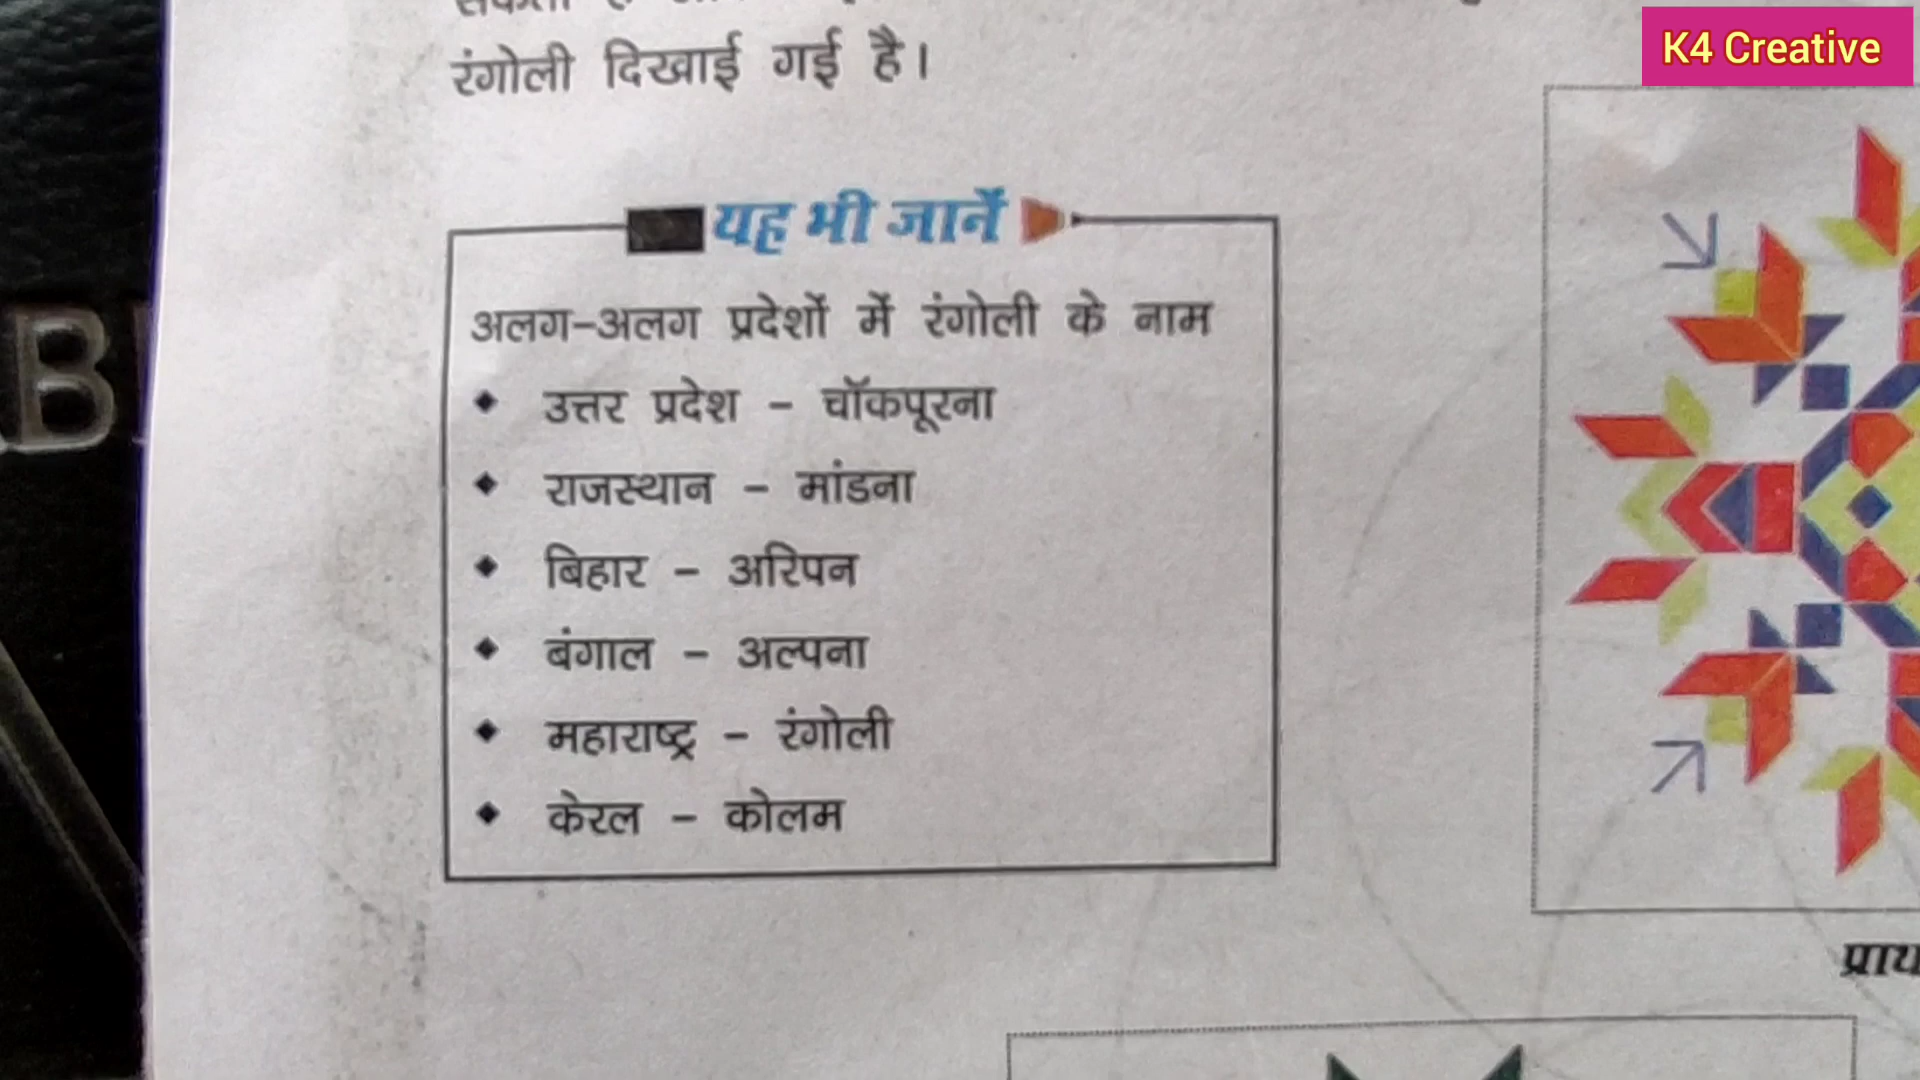 रंगोली दिखाई गई है।
K4 Creative
यह भी जानें
अलग-अलग प्रदेशों में रंगोली के नाम
◆ उत्तर प्रदेश - चॉकपूरना
◆ राजस्थान - मांडना
◆ बिहार - अरिपन
◆ बंगाल - अल्पना
◆ महाराष्ट्र - रंगोली
◆ केरल - कोलम
B